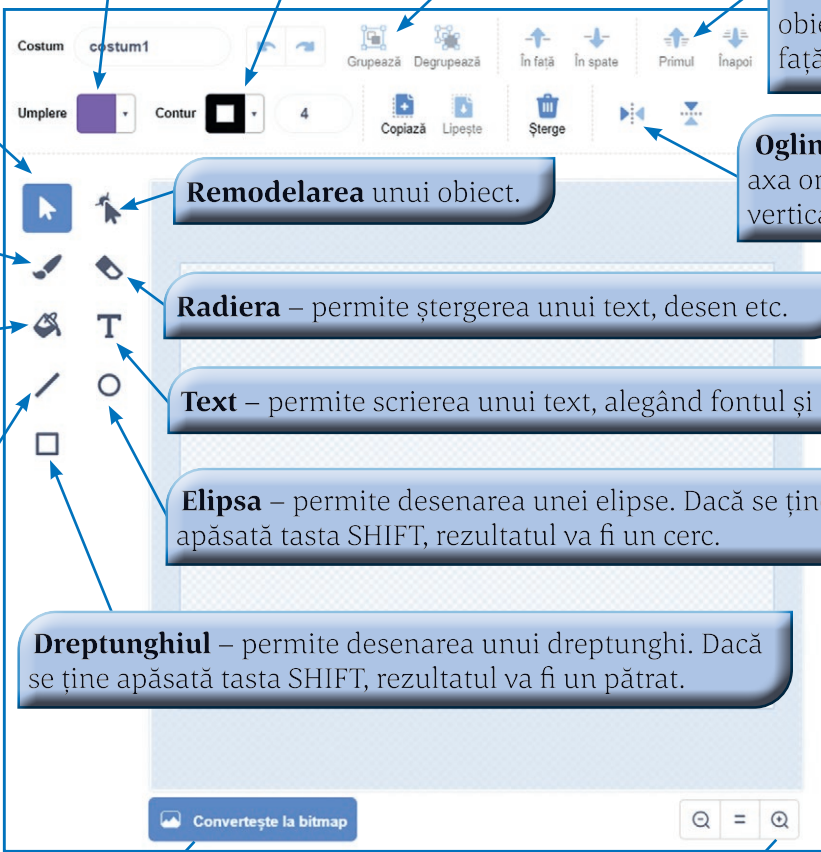 obie
față
Costum costum1
Grupează Degrupează În față În spate Primul Înapoi
Umplere Contur 4
Copiază Lipește Șterge
Oglin
axa or
vertica
Remodelarea unui obiect.
Radiera – permite ștergerea unui text, desen etc.
T
Text – permite scrierea unui text, alegând fontul și
Elipsa – permite desenarea unei elipse. Dacă se țin
apăsată tasta SHIFT, rezultatul va fi un cerc.
Dreptunghiul – permite desenarea unui dreptunghi. Dacă
se ține apăsată tasta SHIFT, rezultatul va fi un pătrat.
Convertește la bitmap
=